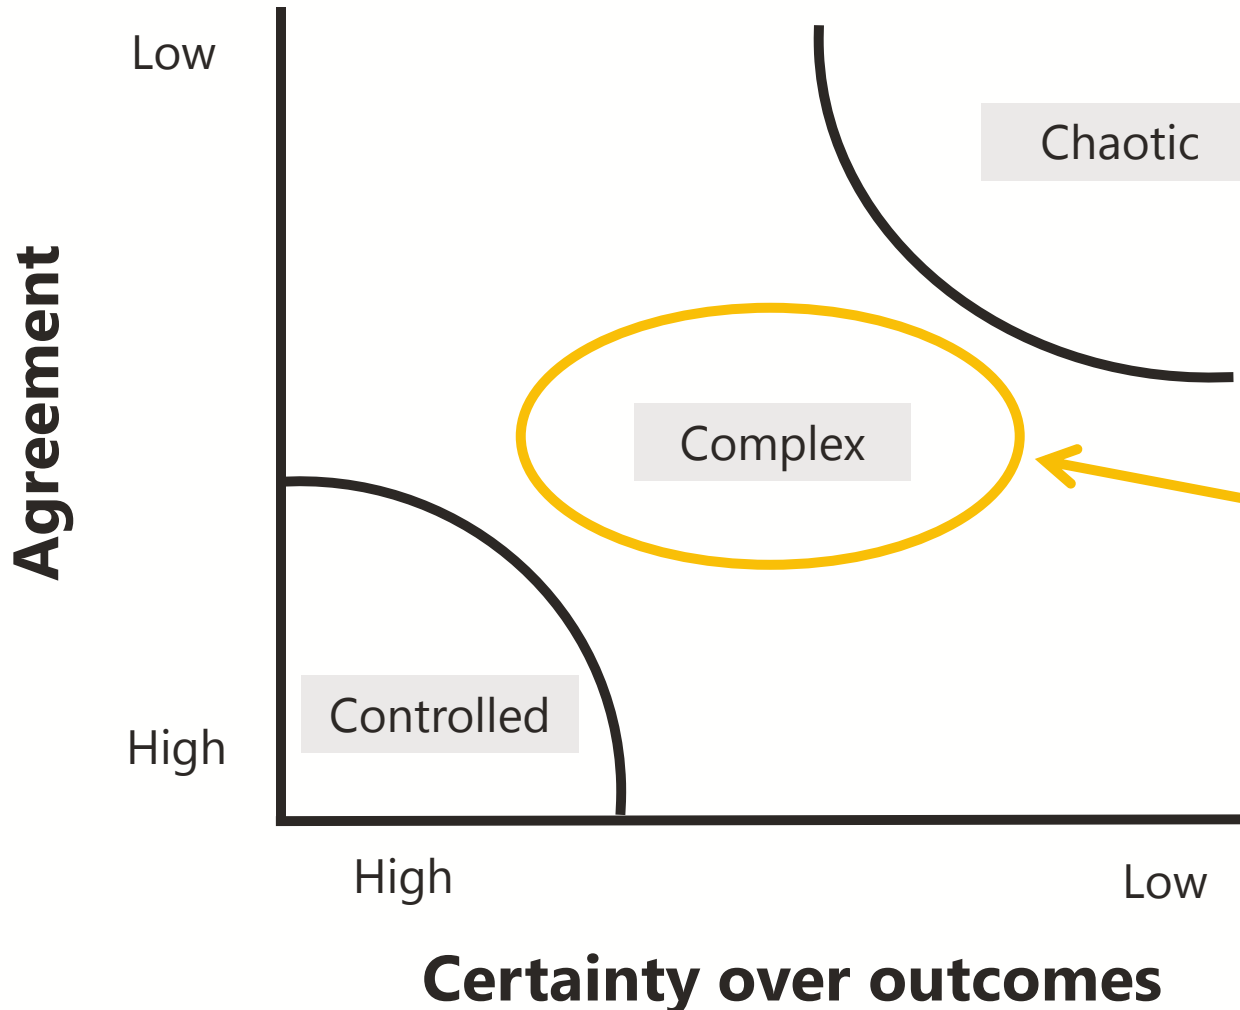 Low
Chaotic
Agreement
Complex
Controlled
High
High
Low
Certainty over outcomes